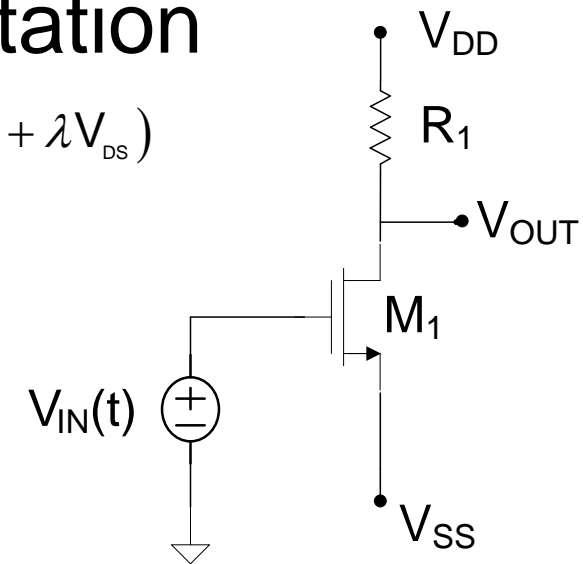 tation
+ λV_DS)
V_DD
R_1
V_OUT
M_1
V_IN(t)
+
−
V_SS